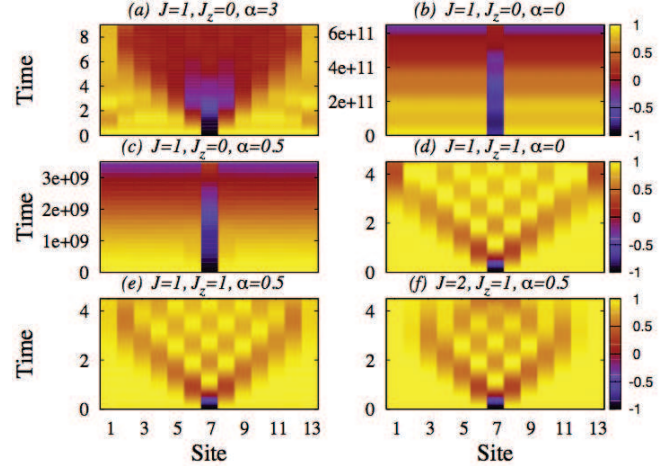 (a) J=1, J_z=0, α=3
(b) J=1, J_z=0, α=0
Time
8
6
4
2
0
6e+11
4e+11
2e+11
0
1
0.5
0
-0.5
-1
(c) J=1, J_z=0, α=0.5
(d) J=1, J_z=1, α=0
Time
3e+09
2e+09
1e+09
0
4
2
0
1
0.5
0
-0.5
-1
(e) J=1, J_z=1, α=0.5
(f) J=2, J_z=1, α=0.5
Time
4
2
0
4
2
0
1
0.5
0
-0.5
-1
1 3 5 7 9 11 13
1 3 5 7 9 11 13
Site
Site